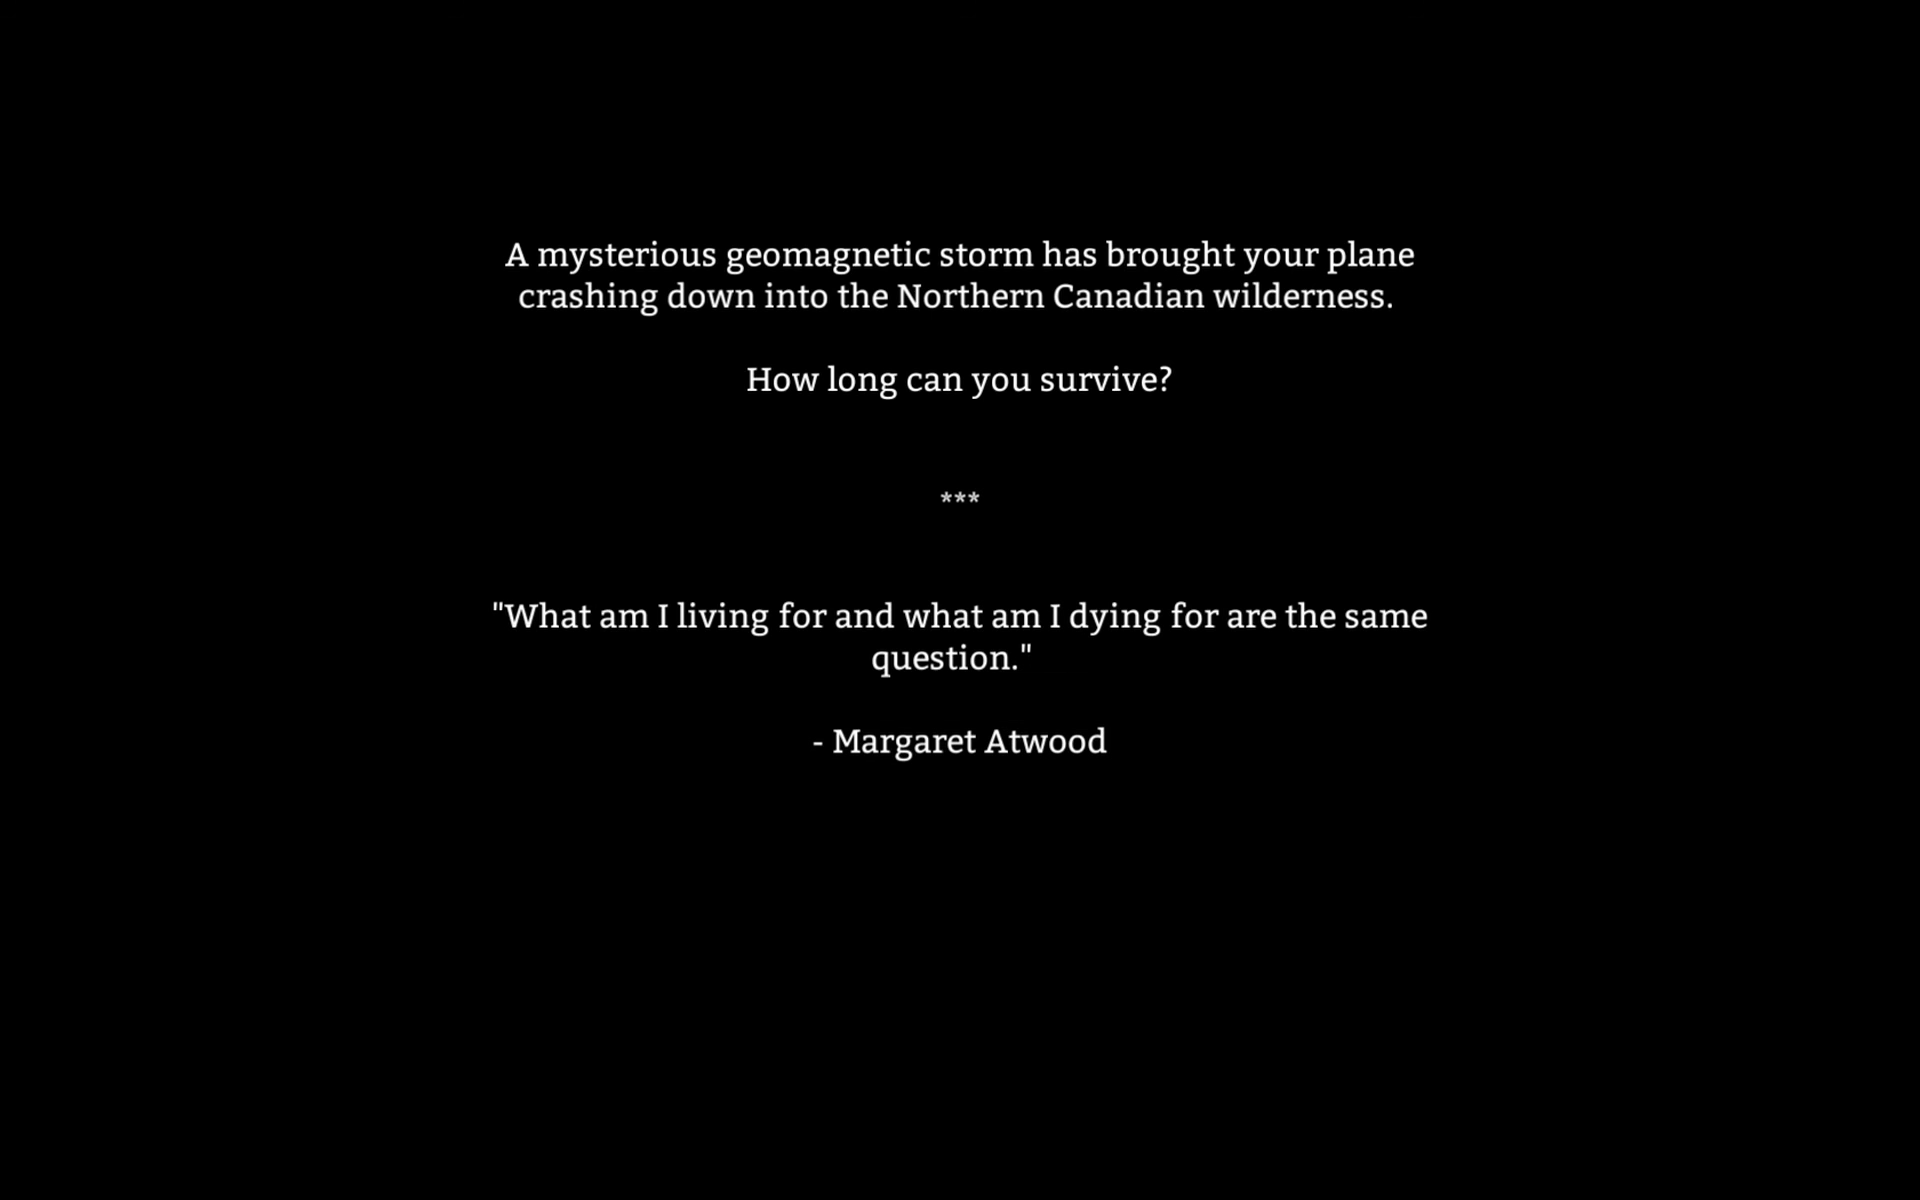 A mysterious geomagnetic storm has brought your plane
crashing down into the Northern Canadian wilderness.
How long can you survive?
***
"What am I living for and what am I dying for are the same
question."
- Margaret Atwood